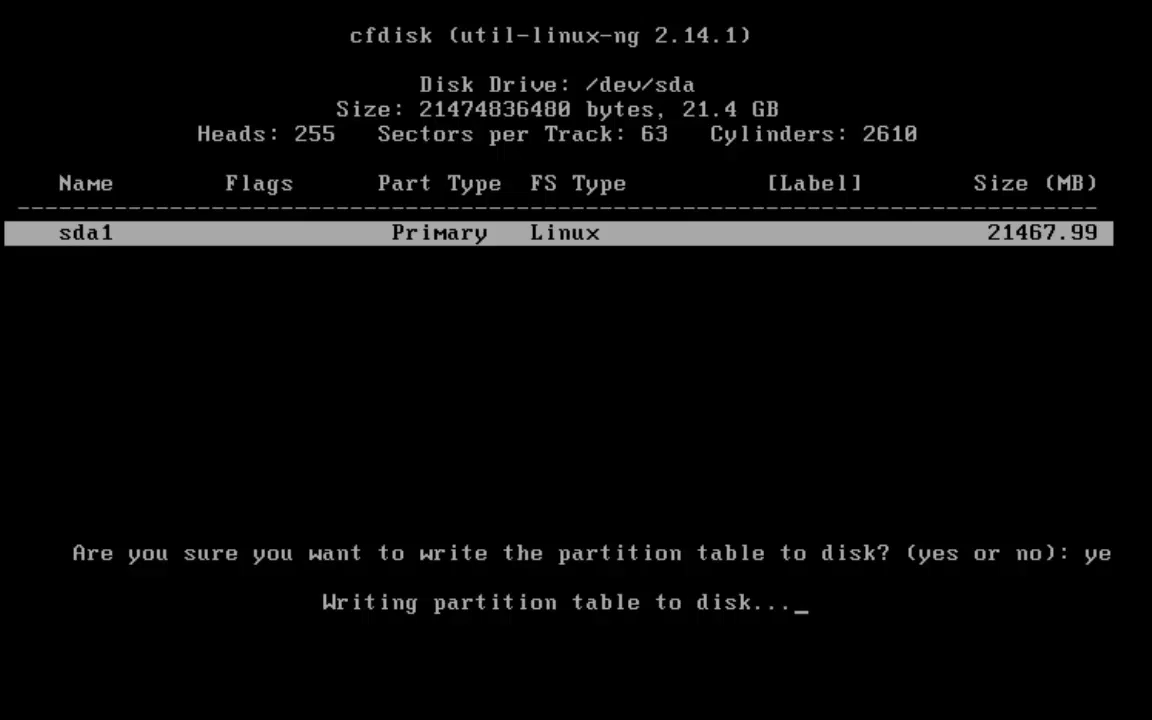 cfdisk (util-linux-ng 2.14.1)
Disk Drive: /dev/sda
Size: 21474836480 bytes, 21.4 GB
Heads: 255   Sectors per Track: 63   Cylinders: 2610
Name   Flags   Part Type   FS Type   [Label]   Size (MB)
sda1   Primary   Linux   21467.99
Are you sure you want to write the partition table to disk? (yes or no): ye
Writing partition table to disk..._